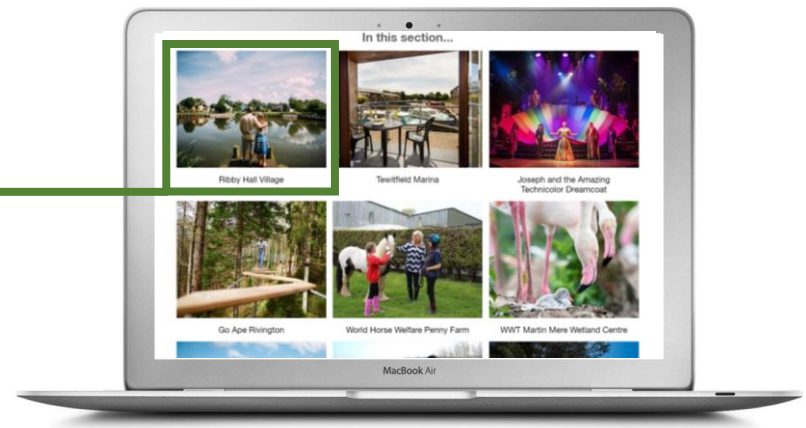 In this section...
Ribby Hall Village
Tewitfield Marina
Joseph and the Amazing
Technicolor Dreamcoat
Go Ape Rivington
World Horse Welfare Penny Farm
WWT Martin Mere Wetland Centre
MacBook Air